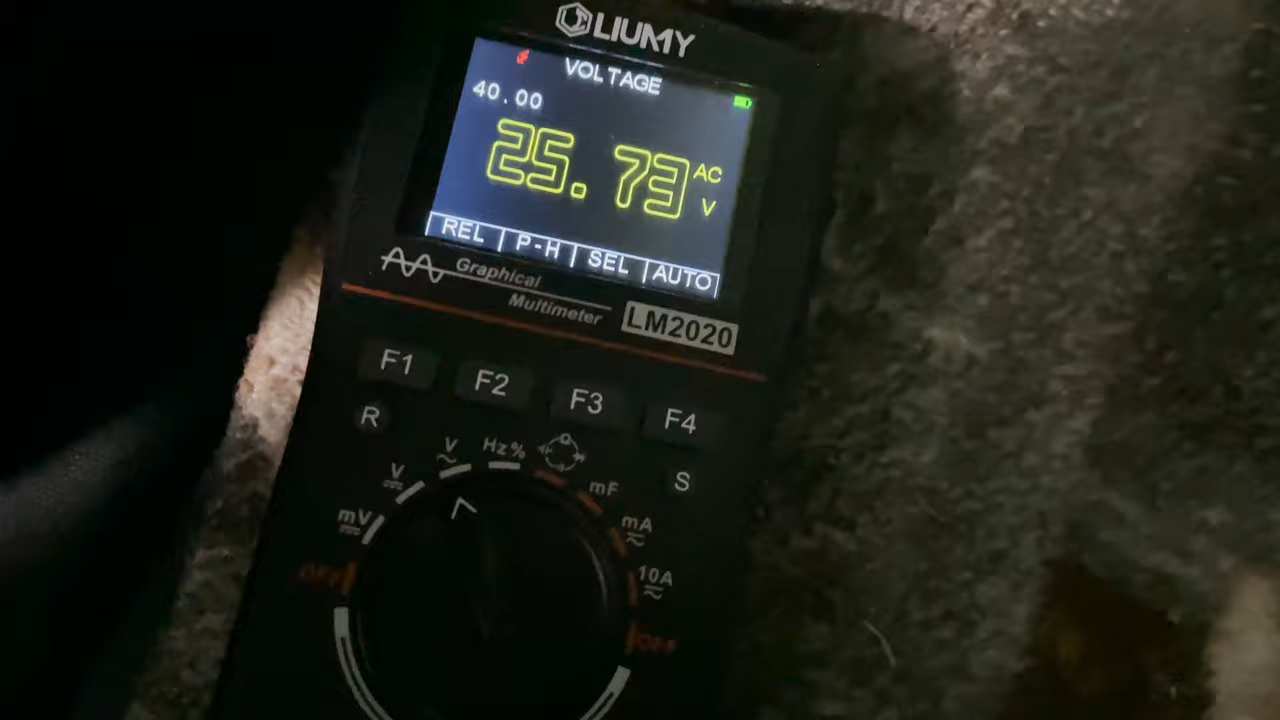 LIUMY
VOLTAGE
40.00
25.73 AC V
REL P-H SEL AUTO
Graphical
Multimeter
LM2020
F1 F2 F3 F4
R
S
V
V
Hz%
mF
mV
mA
10A
OFF
OFF